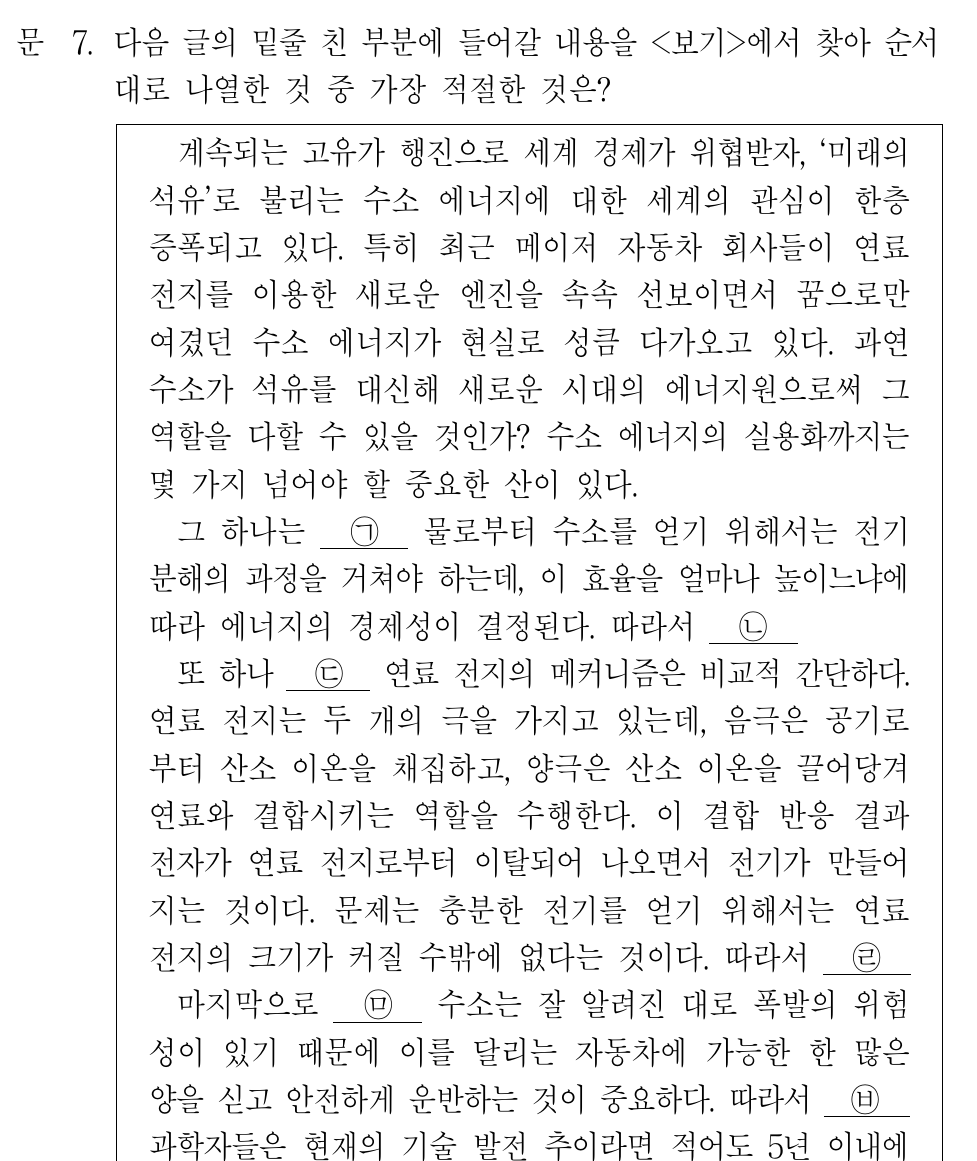 문 7. 다음 글의 밑줄 친 부분에 들어갈 내용을 <보기>에서 찾아 순서
대로 나열한 것 중 가장 적절한 것은?
계속되는 고유가 행진으로 세계 경제가 위협받자, ‘미래의
석유’로 불리는 수소 에너지에 대한 세계의 관심이 한층
증폭되고 있다. 특히 최근 메이저 자동차 회사들이 연료
전지를 이용한 새로운 엔진을 속속 선보이면서 꿈으로만
여겼던 수소 에너지가 현실로 성큼 다가오고 있다. 과연
수소가 석유를 대신해 새로운 시대의 에너지원으로써 그
역할을 다할 수 있을 것인가? 수소 에너지의 실용화까지는
몇 가지 넘어야 할 중요한 산이 있다.
그 하나는 ㉠ 물로부터 수소를 얻기 위해서는 전기
분해의 과정을 거쳐야 하는데, 이 효율을 얼마나 높이느냐에
따라 에너지의 경제성이 결정된다. 따라서 ㉡
또 하나 ㉢ 연료 전지의 메커니즘은 비교적 간단하다.
연료 전지는 두 개의 극을 가지고 있는데, 음극은 공기로
부터 산소 이온을 채집하고, 양극은 산소 이온을 끌어당겨
연료와 결합시키는 역할을 수행한다. 이 결합 반응 결과
전자가 연료 전지로부터 이탈되어 나오면서 전기가 만들어
지는 것이다. 문제는 충분한 전기를 얻기 위해서는 연료
전지의 크기가 커질 수밖에 없다는 것이다. 따라서 ㉣
마지막으로 ㉤ 수소는 잘 알려진 대로 폭발의 위험
성이 있기 때문에 이를 달리는 자동차에 가능한 한 많은
양을 싣고 안전하게 운반하는 것이 중요하다. 따라서 ㉥
과학자들은 현재의 기술 발전 추이라면 적어도 5년 이내에